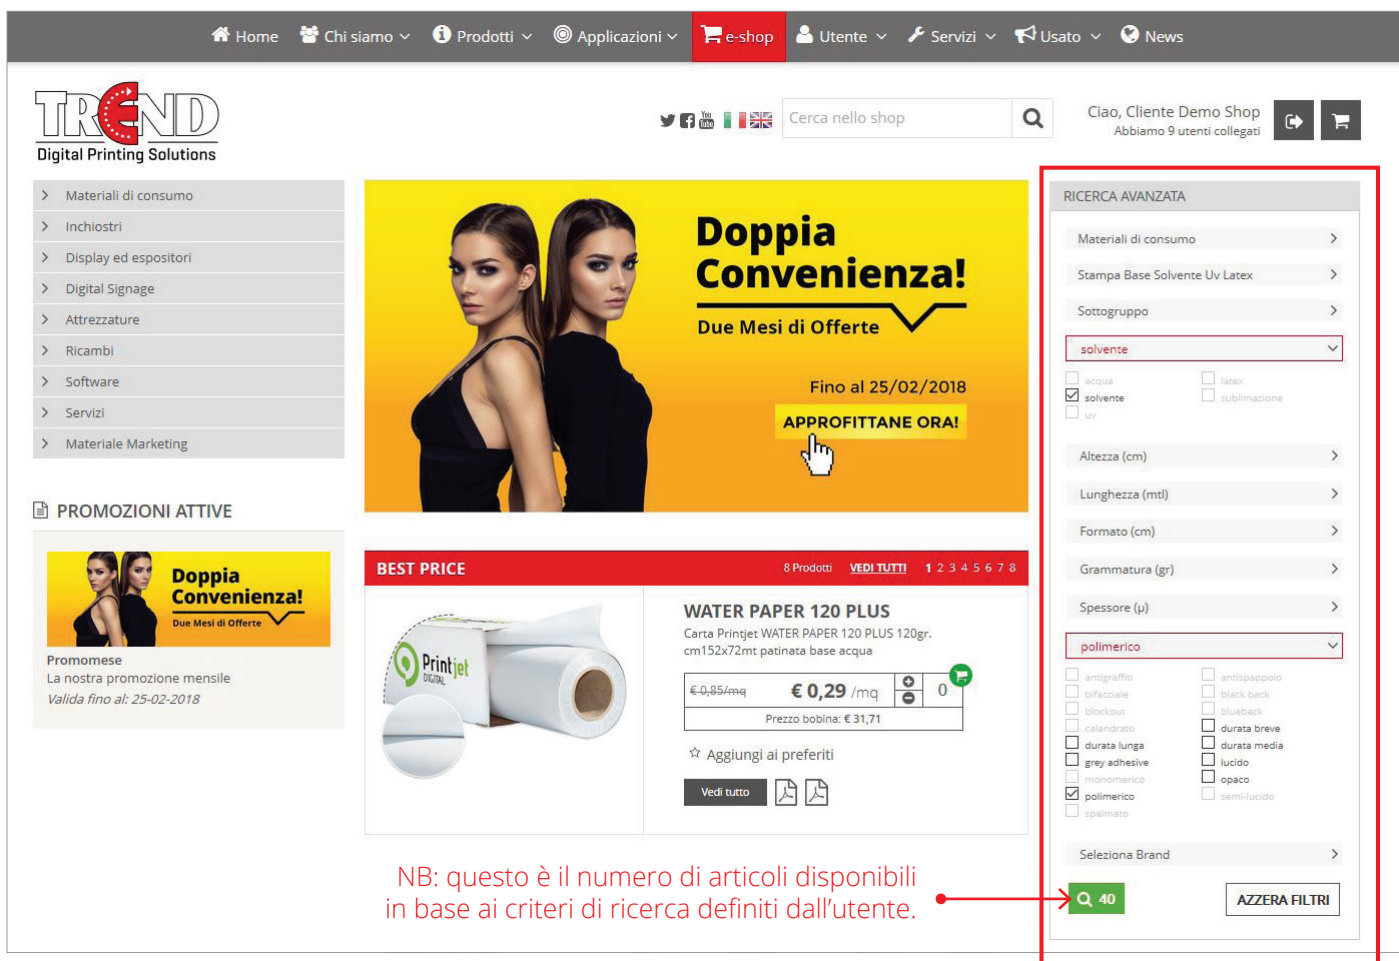 Home Chi siamo Prodotti Applicazioni e-shop Utente Servizi Usato News
TREND
Digital Printing Solutions
You Tube
Cerca nello shop
Ciao, Cliente Demo Shop
Abbiamo 9 utenti collegati
Materiali di consumo
Inchiostri
Display ed espositori
Digital Signage
Attrezzature
Ricambi
Software
Servizi
Materiale Marketing
PROMOZIONI ATTIVE
Doppia
Convenienza!
Due Mesi di Offerte
Promomese
La nostra promozione mensile
Valida fino al: 25-02-2018
Doppia
Convenienza!
Due Mesi di Offerte
Fino al 25/02/2018
APPROFITTANE ORA!
BEST PRICE
8 Prodotti VEDI TUTTI 1 2 3 4 5 6 7 8
Printjet
DIGITAL
WATER PAPER 120 PLUS
Carta Printjet WATER PAPER 120 PLUS 120gr.
cm152x72mt patinata base acqua
€ 0,85/mq € 0,29 /mq 0
Prezzo bobina: € 31,71
Aggiungi ai preferiti
Vedi tutto
RICERCA AVANZATA
Materiali di consumo
Stampa Base Solvente Uv Latex
Sottogruppo
solvente
acqua latex
solvente sublimazione
uv
Altezza (cm)
Lunghezza (mtl)
Formato (cm)
Grammatura (gr)
Spessore (µ)
polimerico
antigraffiti antispappolo
bifacciale black back
blockout blueback
calandrato durata breve
durata lunga durata media
grey adhesive lucido
monomerico opaco
polimerico semi-lucido
spalmato
Seleziona Brand
40 AZZERA FILTRI
NB: questo è il numero di articoli disponibili
in base ai criteri di ricerca definiti dall'utente.